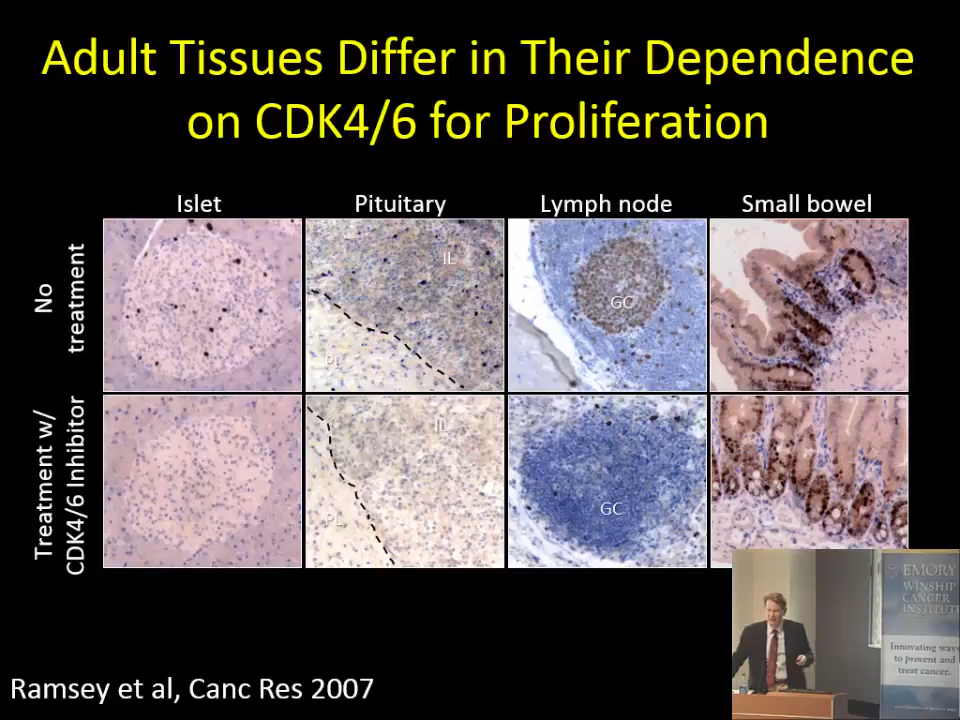 Adult Tissues Differ in Their Dependence
on CDK4/6 for Proliferation
Islet
Pituitary
Lymph node
Small bowel
No
treatment
IL
PL
GC
Treatment w/
CDK4/6 Inhibitor
IL
PL
GC
EMORY
WINSHIP
CANCER
INSTITUTE
Innovating ways
to prevent and
treat cancer.
Ramsey et al, Canc Res 2007